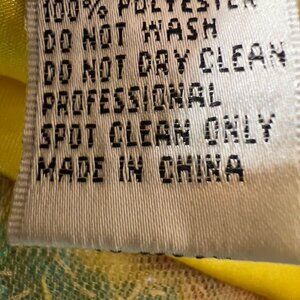 100% POLYESTER
DO NOT WASH
DO NOT DRY CLEAN
PROFESSIONAL
SPOT CLEAN ONLY
MADE IN CHINA